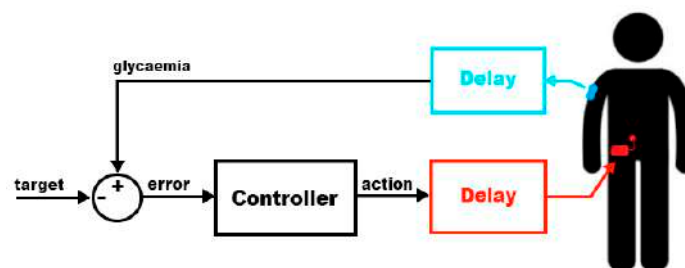 glycaemia
Delay
target
-
+
error
Controller
action
Delay